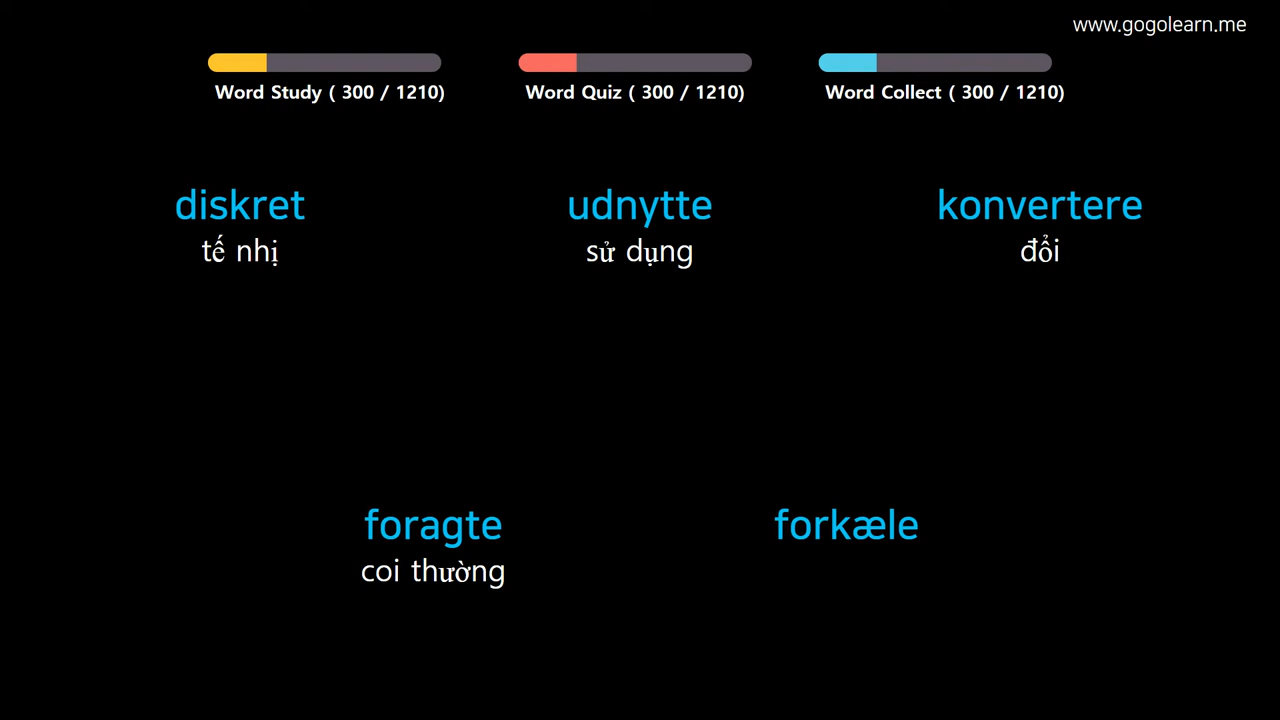 www.gogolearn.me
Word Study ( 300 / 1210)
Word Quiz ( 300 / 1210)
Word Collect ( 300 / 1210)
diskret
tế nhị
udnytte
sử dụng
konvertere
đổi
foragte
coi thường
forkæle